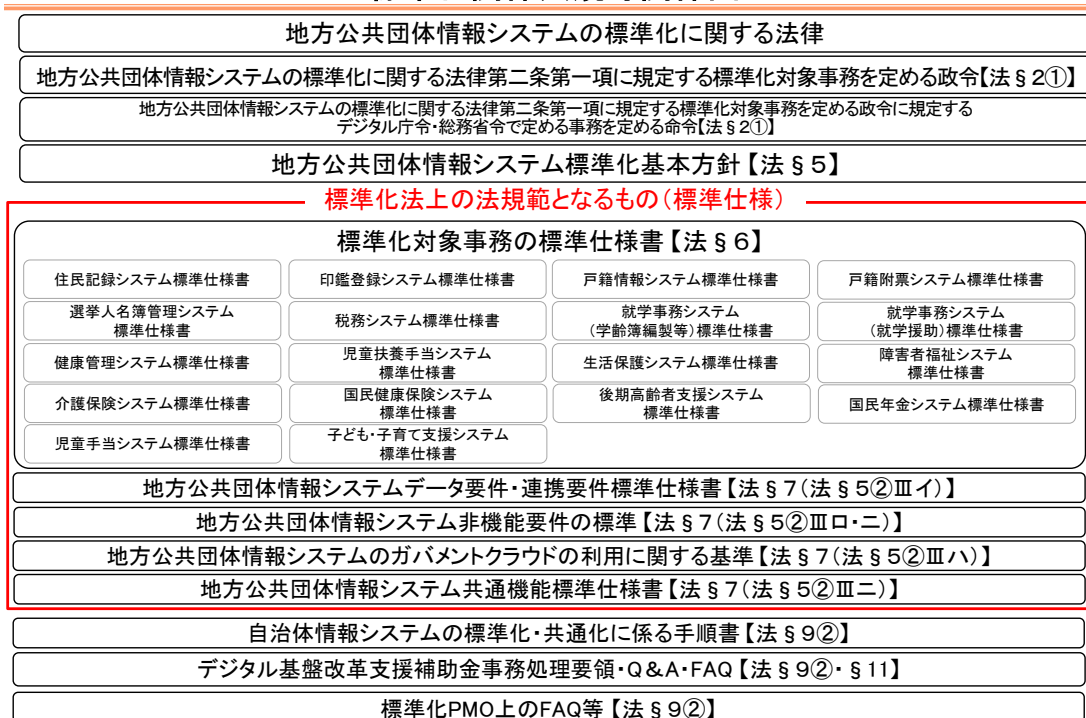 地方公共団体情報システムの標準化に関する法律
地方公共団体情報システムの標準化に関する法律第二条第一項に規定する標準化対象事務を定める政令【法§2①】
地方公共団体情報システムの標準化に関する法律第二条第一項に規定する標準化対象事務を定める政令に規定する
デジタル庁令・総務省令で定める事務を定める命令【法§2①】
地方公共団体情報システム標準化基本方針【法§5】
標準化法上の法規範となるもの（標準仕様）
標準化対象事務の標準仕様書【法§6】
住民記録システム標準仕様書
印鑑登録システム標準仕様書
戸籍情報システム標準仕様書
戸籍附票システム標準仕様書
選挙人名簿管理システム
標準仕様書
税務システム標準仕様書
就学事務システム
（学齢簿編製等）標準仕様書
就学事務システム
（就学援助）標準仕様書
健康管理システム標準仕様書
児童扶養手当システム
標準仕様書
生活保護システム標準仕様書
障害者福祉システム
標準仕様書
介護保険システム標準仕様書
国民健康保険システム
標準仕様書
後期高齢者支援システム
標準仕様書
国民年金システム標準仕様書
児童手当システム標準仕様書
子ども・子育て支援システム
標準仕様書
地方公共団体情報システムデータ要件・連携要件標準仕様書【法§7（法§5②Ⅲイ）】
地方公共団体情報システム非機能要件の標準【法§7（法§5②Ⅲロ・ニ）】
地方公共団体情報システムのガバメントクラウドの利用に関する基準【法§7（法§5②Ⅲハ）】
地方公共団体情報システム共通機能標準仕様書【法§7（法§5②Ⅲニ）】
自治体情報システムの標準化・共通化に係る手順書【法§9②】
デジタル基盤改革支援補助金事務処理要領・Q&A・FAQ【法§9②・§11】
標準化PMO上のFAQ等【法§9②】